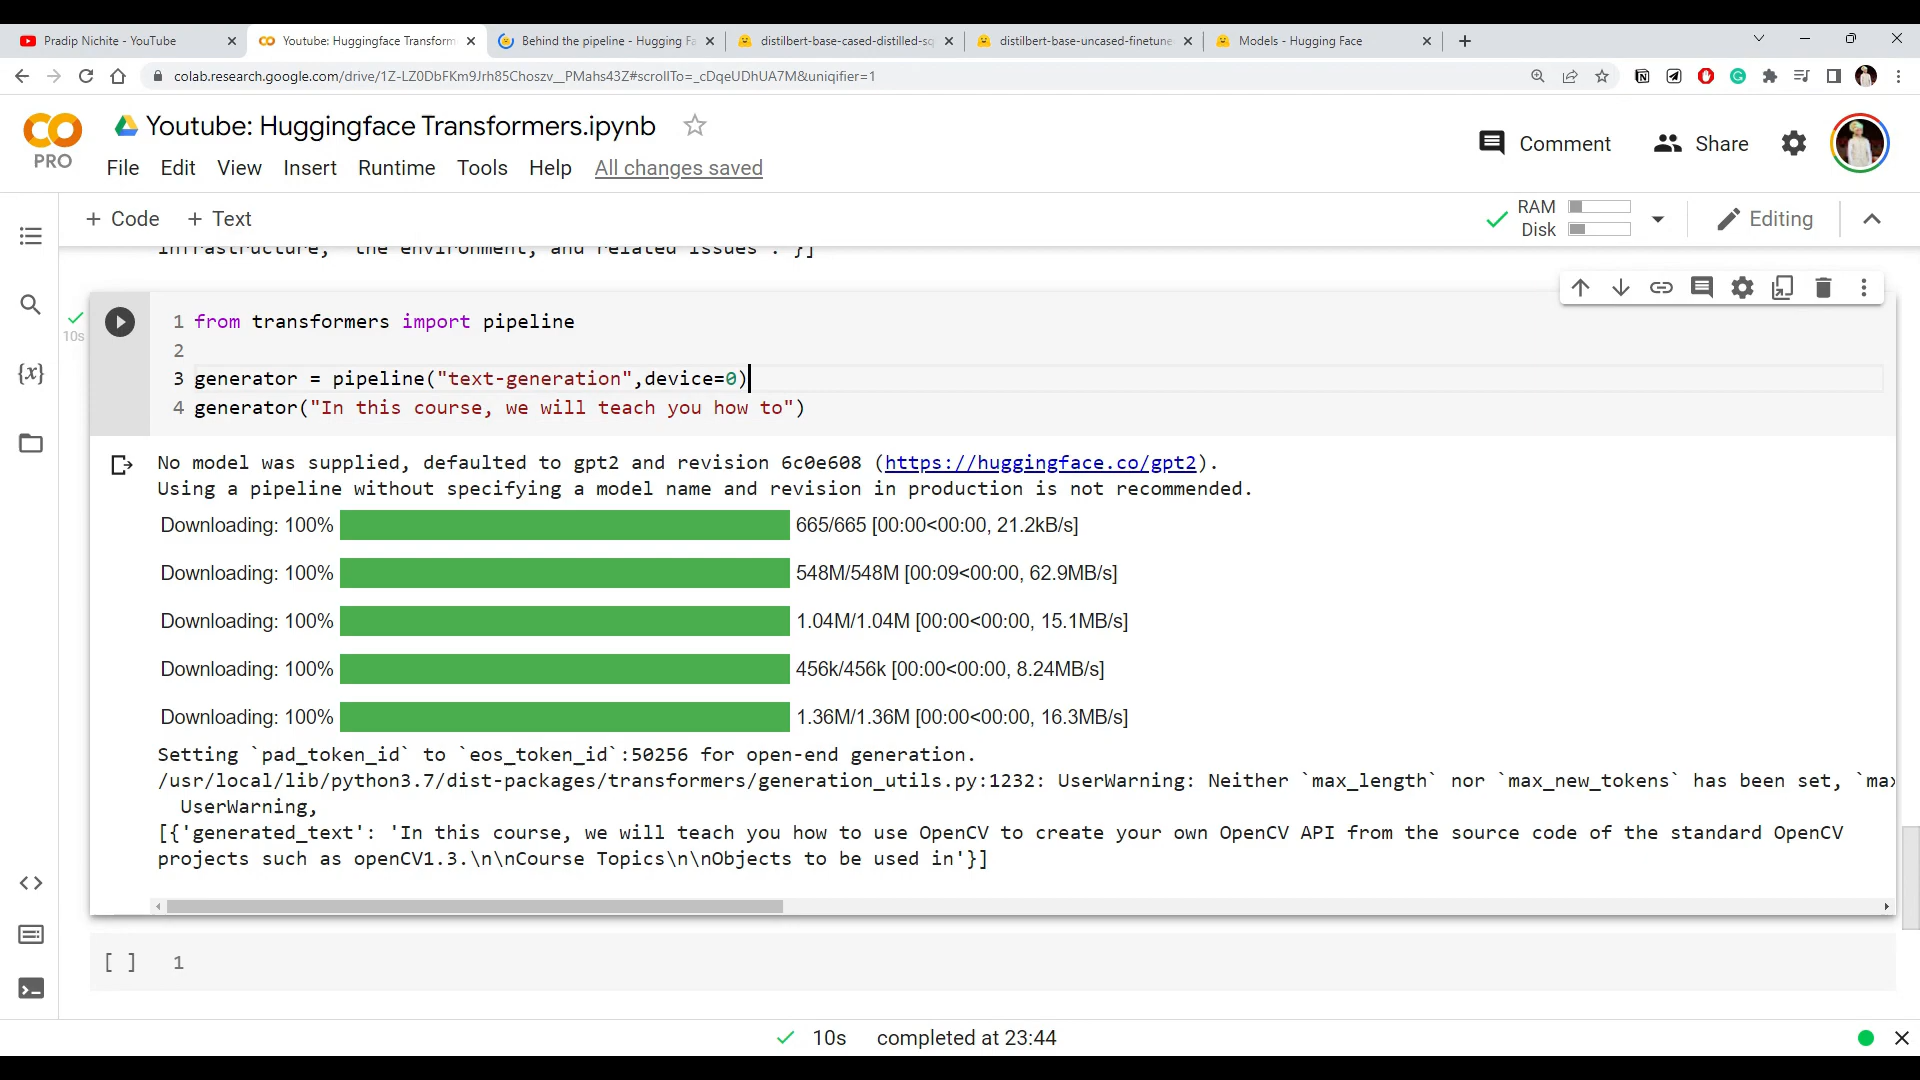 Pradip Nichite - YouTube
Youtube: Huggingface Transform
Behind the pipeline - Hugging Fa
distilbert-base-cased-distilled-sq
distilbert-base-uncased-finetune
Models - Hugging Face
colab.research.google.com/drive/1Z-LZ0DbFKm9Jrh85Choszv__PMahs43Z#scrollTo=_cDqeUDhUA7M&uniqifier=1
PRO
Youtube: Huggingface Transformers.ipynb
Comment
Share
File Edit View Insert Runtime Tools Help All changes saved
+ Code + Text
RAM
Disk
Editing
infrastructure, the environment, and related issues . }]
10s
1 from transformers import pipeline
2
3 generator = pipeline("text-generation",device=0)
4 generator("In this course, we will teach you how to")
No model was supplied, defaulted to gpt2 and revision 6c0e608 (https://huggingface.co/gpt2).
Using a pipeline without specifying a model name and revision in production is not recommended.
Downloading: 100% 665/665 [00:00<00:00, 21.2kB/s]
Downloading: 100% 548M/548M [00:09<00:00, 62.9MB/s]
Downloading: 100% 1.04M/1.04M [00:00<00:00, 15.1MB/s]
Downloading: 100% 456k/456k [00:00<00:00, 8.24MB/s]
Downloading: 100% 1.36M/1.36M [00:00<00:00, 16.3MB/s]
Setting `pad_token_id` to `eos_token_id`:50256 for open-end generation.
/usr/local/lib/python3.7/dist-packages/transformers/generation_utils.py:1232: UserWarning: Neither `max_length` nor `max_new_tokens` has been set, `max
UserWarning,
[{'generated_text': 'In this course, we will teach you how to use OpenCV to create your own OpenCV API from the source code of the standard OpenCV
projects such as openCV1.3.\n\nCourse Topics\n\nObjects to be used in'}]
[ ] 1
10s completed at 23:44